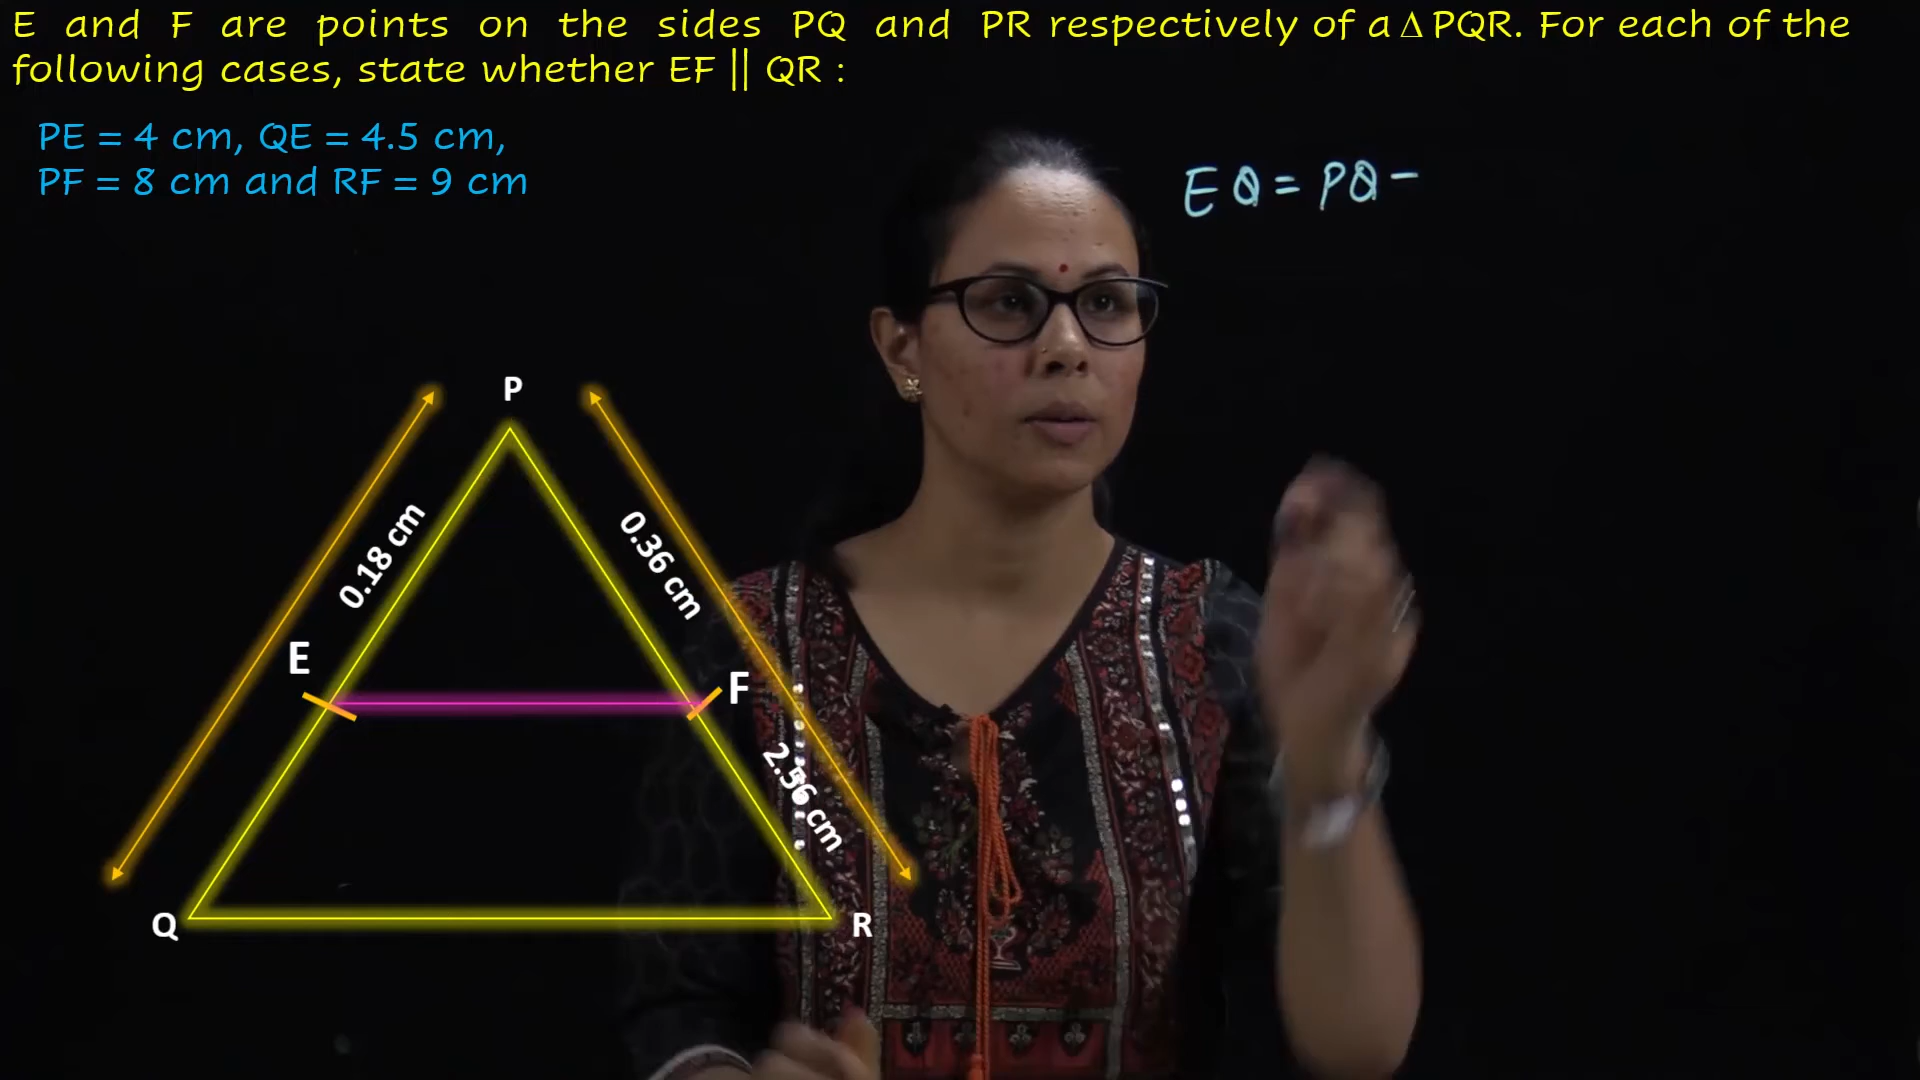 E and F are points on the sides PQ and PR respectively of a Δ PQR. For each of the
following cases, state whether EF || QR :
PE = 4 cm, QE = 4.5 cm,
PF = 8 cm and RF = 9 cm
EQ = PQ -
P
0.18 cm
0.36 cm
E
F
2.56 cm
Q
R